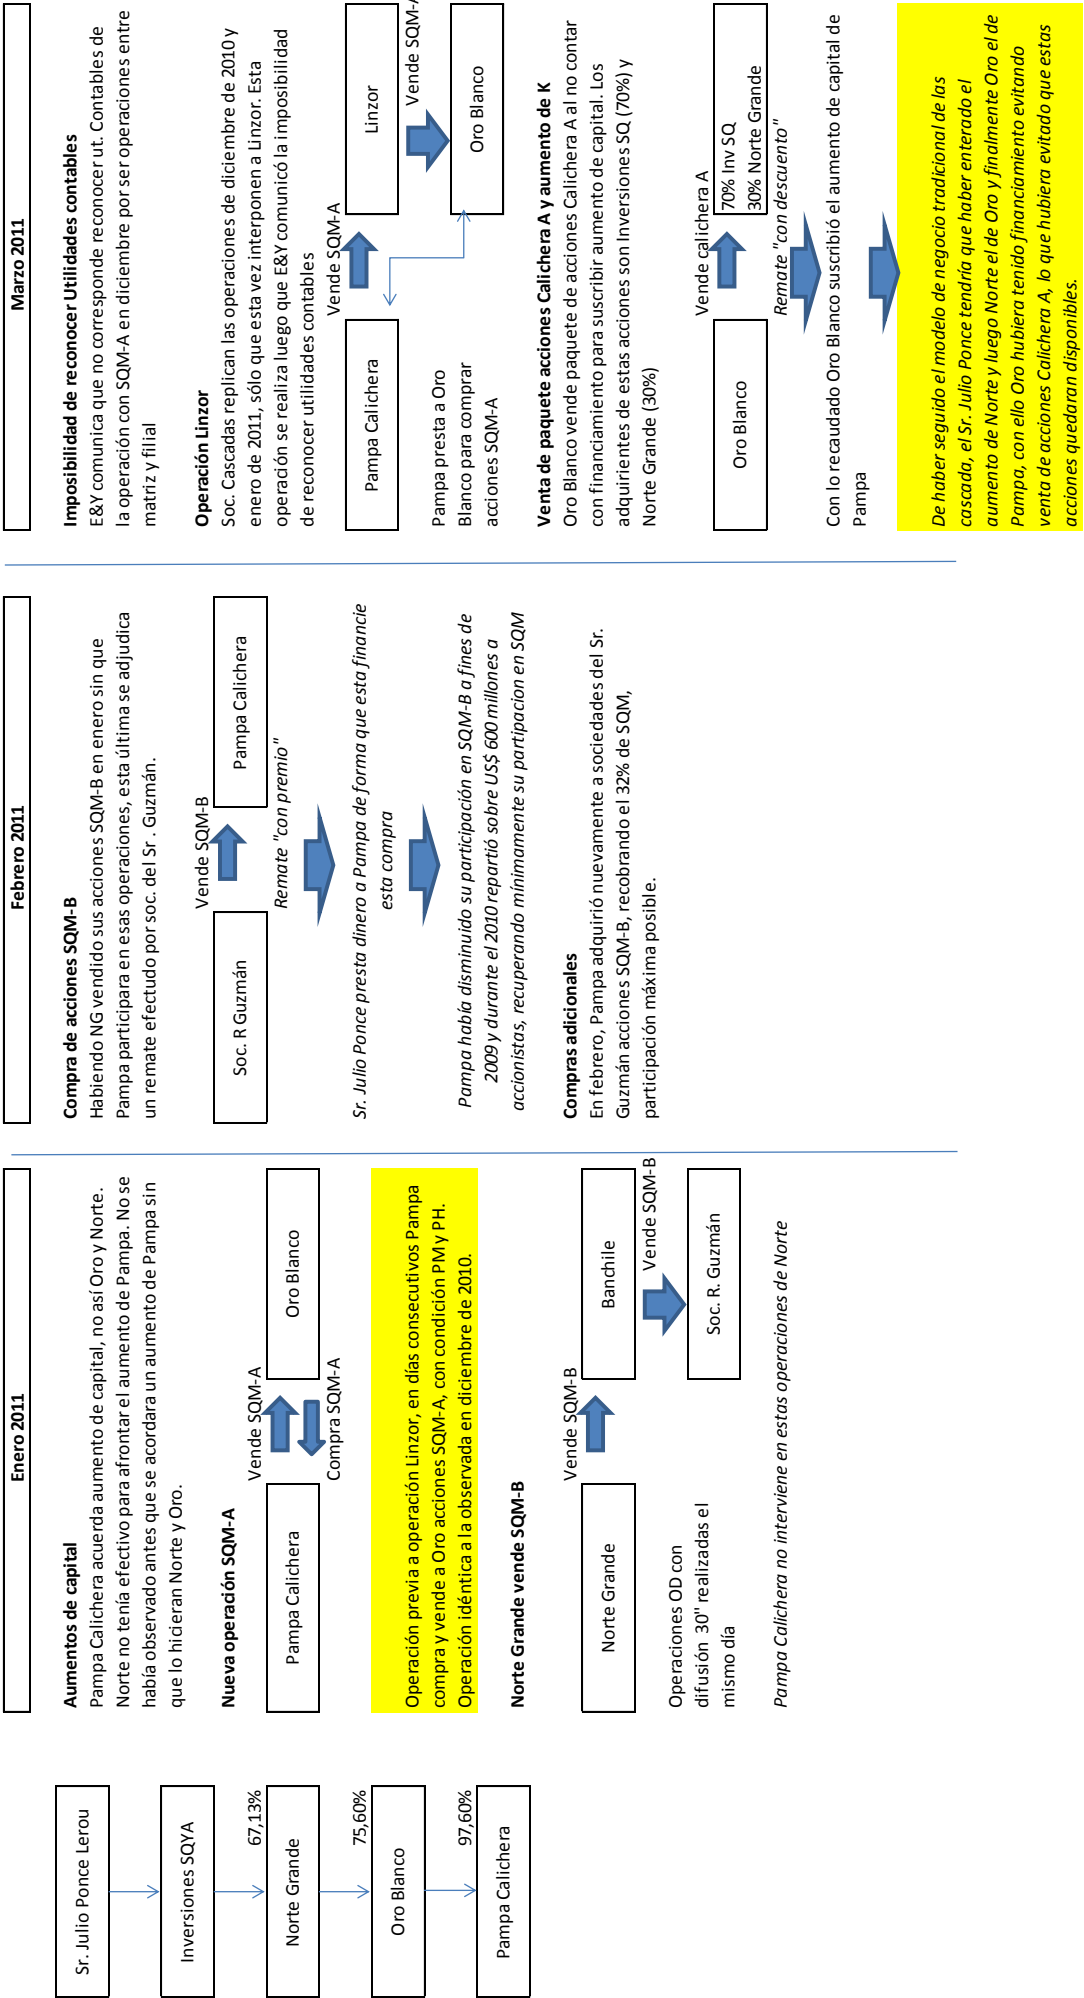 Sr. Julio Ponce Lerou
Inversiones SQYA
67,13%
Norte Grande
75,60%
Oro Blanco
97,60%
Pampa Calichera
Enero 2011
Aumentos de capital
Pampa Calichera acuerda aumento de capital, no así Oro y Norte.
Norte no tenía efectivo para afrontar el aumento de Pampa. No se
había observado antes que se acordara un aumento de Pampa sin
que lo hicieran Norte y Oro.
Nueva operación SQM-A
Vende SQM-A
Pampa Calichera
Oro Blanco
Compra SQM-A
Operación previa a operación Linzor, en días consecutivos Pampa
compra y vende a Oro acciones SQM-A, con condición PM y PH.
Operación idéntica a la observada en diciembre de 2010.
Norte Grande vende SQM-B
Vende SQM-B
Norte Grande
Banchile
Vende SQM-B
Operaciones OD con
difusión 30" realizadas el
mismo día
Soc. R. Guzmán
Pampa Calichera no interviene en estas operaciones de Norte
Febrero 2011
Compra de acciones SQM-B
Habiendo NG vendido sus acciones SQM-B en enero sin que
Pampa participara en esas operaciones, esta última se adjudica
un remate efectudo por soc. del Sr . Guzmán.
Vende SQM-B
Soc. R Guzmán
Pampa Calichera
Remate "con premio"
Sr. Julio Ponce presta dinero a Pampa de forma que esta financie
esta compra
Pampa había disminuido su participación en SQM-B a fines de
2009 y durante el 2010 repartió sobre US$ 600 millones a
accionistas, recuperando mínimamente su partipacion en SQM
Compras adicionales
En febrero, Pampa adquirió nuevamente a sociedades del Sr.
Guzmán acciones SQM-B, recobrando el 32% de SQM,
participación máxima posible.
Marzo 2011
Imposibilidad de reconocer Utilidades contables
E&Y comunica que no corresponde reconocer ut. Contables de
la operación con SQM-A en diciembre por ser operaciones entre
matriz y filial
Operación Linzor
Soc. Cascadas replican las operaciones de diciembre de 2010 y
enero de 2011, sólo que esta vez interponen a Linzor. Esta
operación se realiza luego que E&Y comunicó la imposibilidad
de reconocer utilidades contables
Vende SQM-A
Pampa Calichera
Linzor
Vende SQM-A
Pampa presta a Oro
Blanco para comprar
acciones SQM-A
Oro Blanco
Venta de paquete acciones Calichera A y aumento de K
Oro Blanco vende paquete de acciones Calichera A al no contar
con financiamiento para suscribir aumento de capital. Los
adquirientes de estas acciones son Inversiones SQ (70%) y
Norte Grande (30%)
Vende calichera A
Oro Blanco
70% Inv SQ
30% Norte Grande
Remate "con descuento"
Con lo recaudado Oro Blanco suscribió el aumento de capital de
Pampa
De haber seguido el modelo de negocio tradicional de las
cascada, el Sr. Julio Ponce tendría que haber enterado el
aumento de Norte y luego Norte el de Oro y finalmente Oro el de
Pampa, con ello Oro hubiera tenido financiamiento evitando
venta de acciones Calichera A, lo que hubiera evitado que estas
acciones quedaran disponibles.